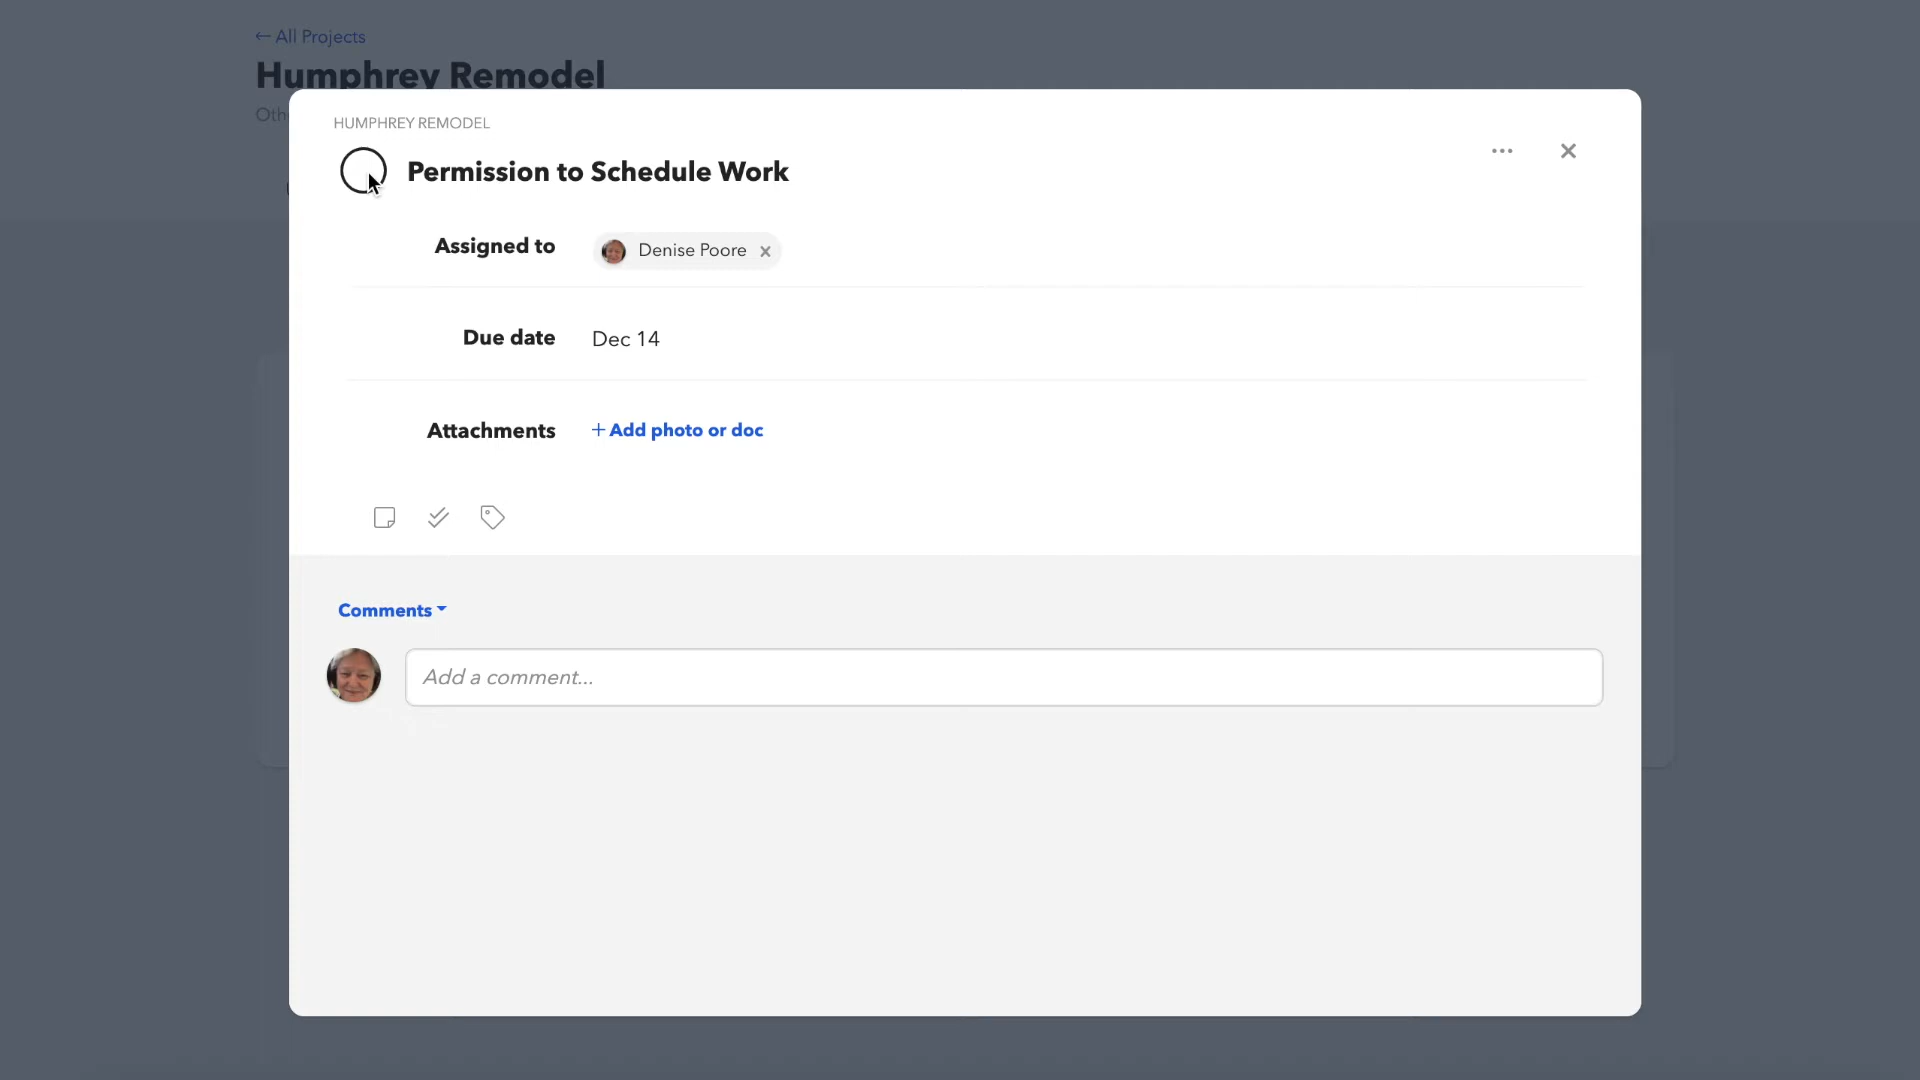 ← All Projects
Humphrey Remodel
Oth
HUMPHREY REMODEL
Permission to Schedule Work
Assigned to
Denise Poore ×
Due date
Dec 14
Attachments
+ Add photo or doc
Comments
Add a comment...